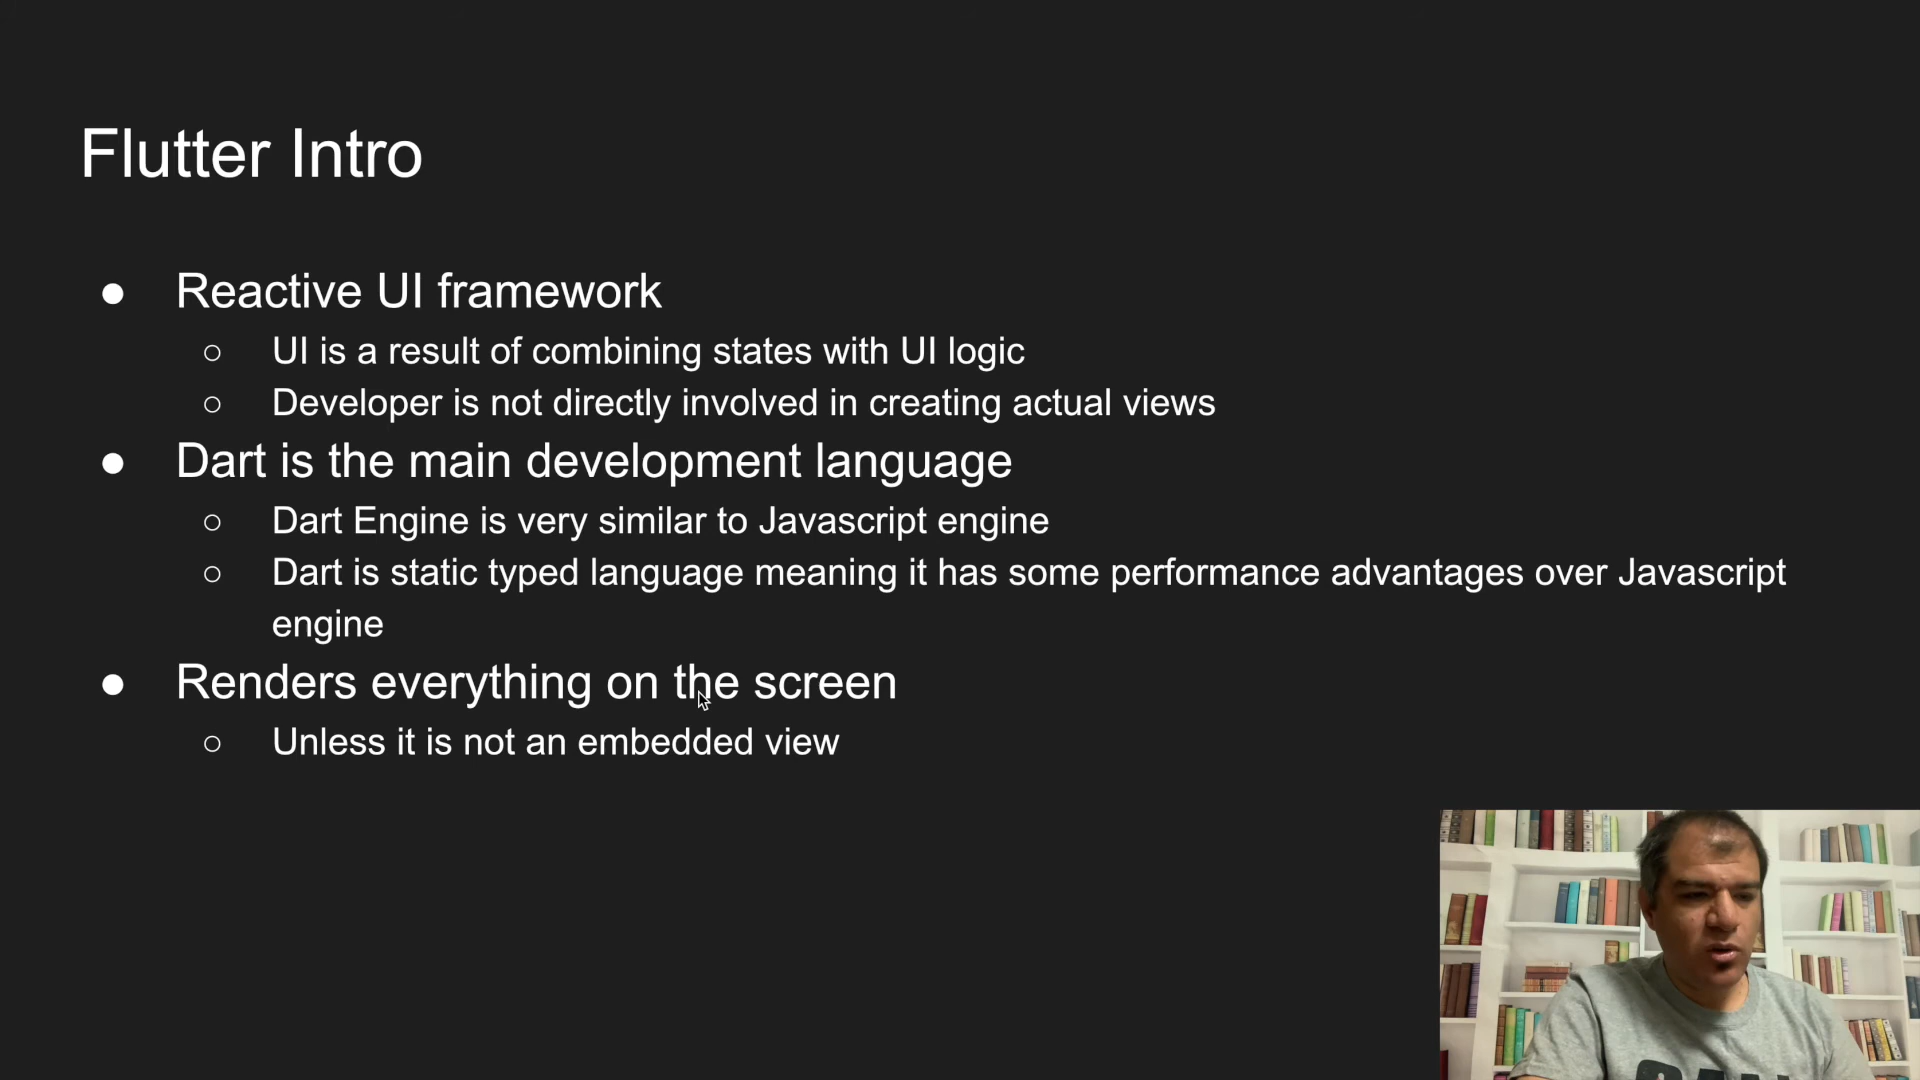 Flutter Intro
● Reactive UI framework
○ UI is a result of combining states with UI logic
○ Developer is not directly involved in creating actual views
● Dart is the main development language
○ Dart Engine is very similar to Javascript engine
○ Dart is static typed language meaning it has some performance advantages over Javascript
engine
● Renders everything on the screen
○ Unless it is not an embedded view